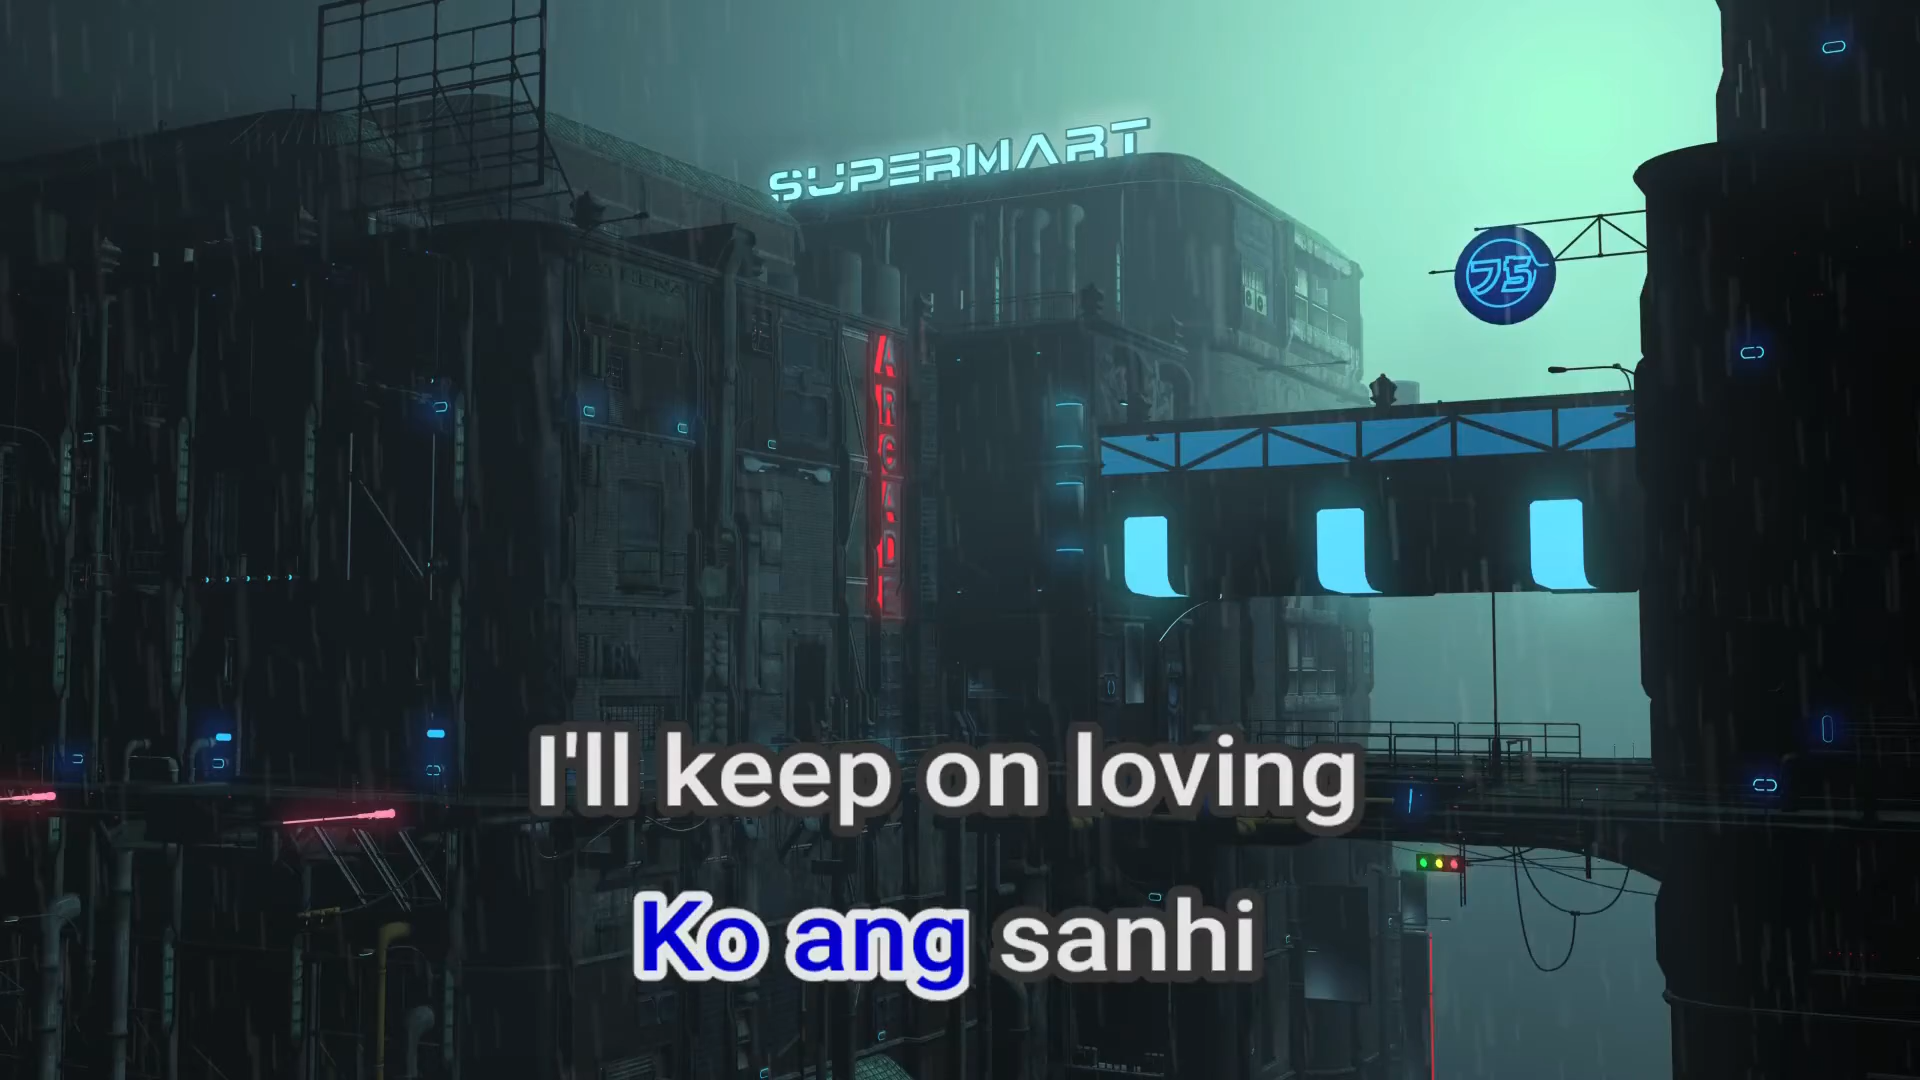 SUPERMART
75
ARCADE
I'll keep on loving
Ko ang sanhi